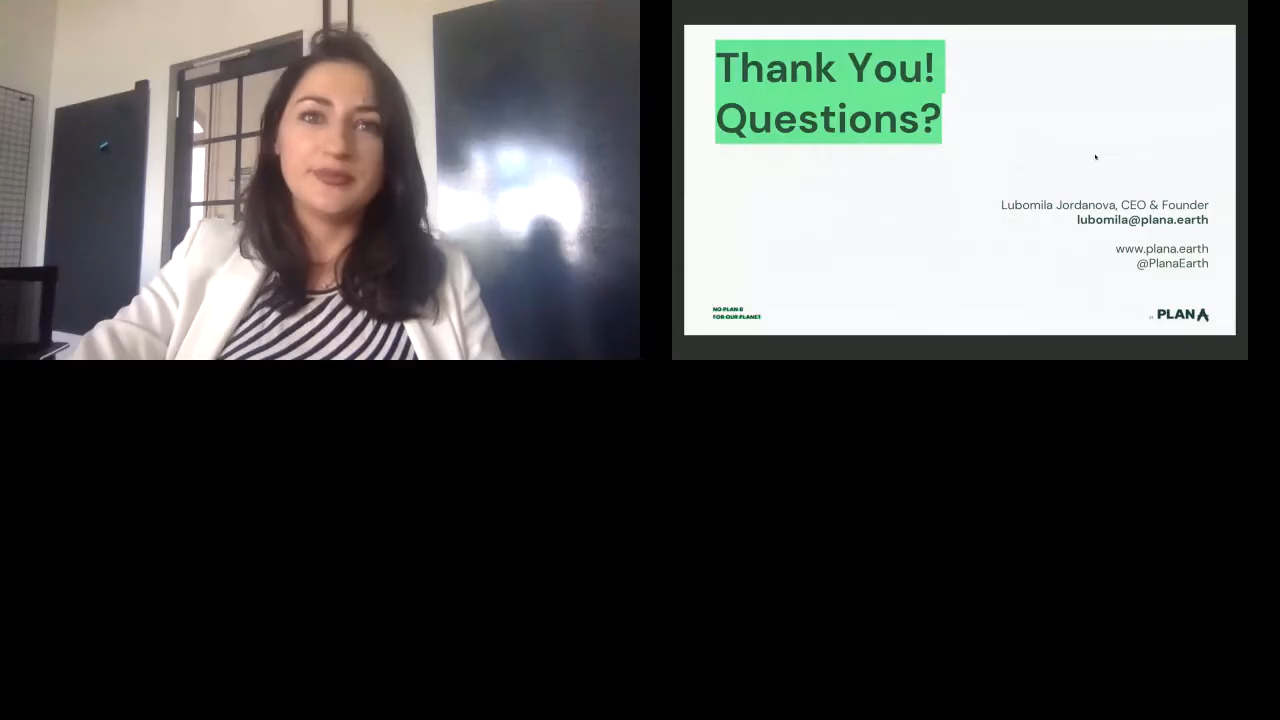 Thank You!
Questions?
Lubomila Jordanova, CEO & Founder
lubomila@plana.earth
www.plana.earth
@PlanaEarth
NO PLAN B
FOR OUR PLANET
PLAN A